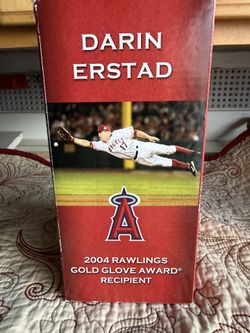 DARIN
ERSTAD
A
2004 RAWLINGS
GOLD GLOVE AWARD®
RECIPIENT